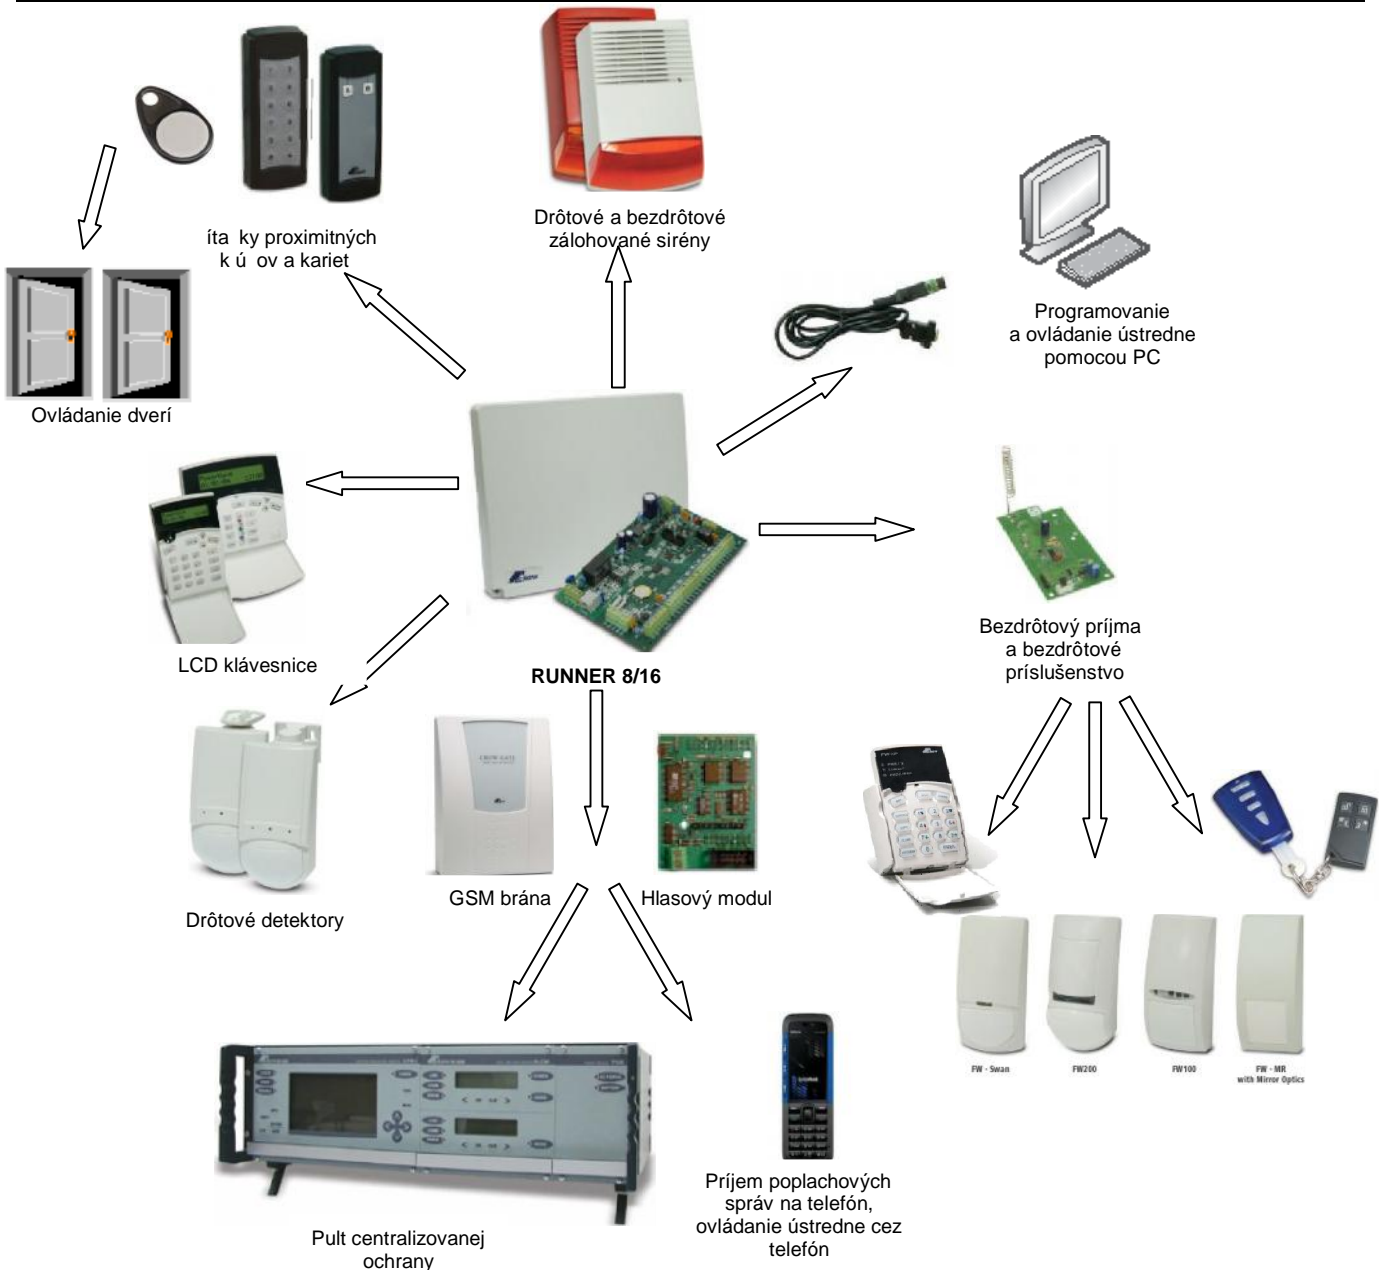 Drôtové a bezdrôtové
zálohované sirény
íta ky proximitných
k ú ov a kariet
Programovanie
a ovládanie ústredne
pomocou PC
Ovládanie dverí
LCD klávesnice
Bezdrôtový príjma
a bezdrôtové
príslušenstvo
RUNNER 8/16
GSM brána
Hlasový modul
Drôtové detektory
FW - Swan
FW200
FW100
FW - MR
with Mirror Optics
Príjem poplachových
správ na telefón,
ovládanie ústredne cez
telefón
Pult centralizovanej
ochrany